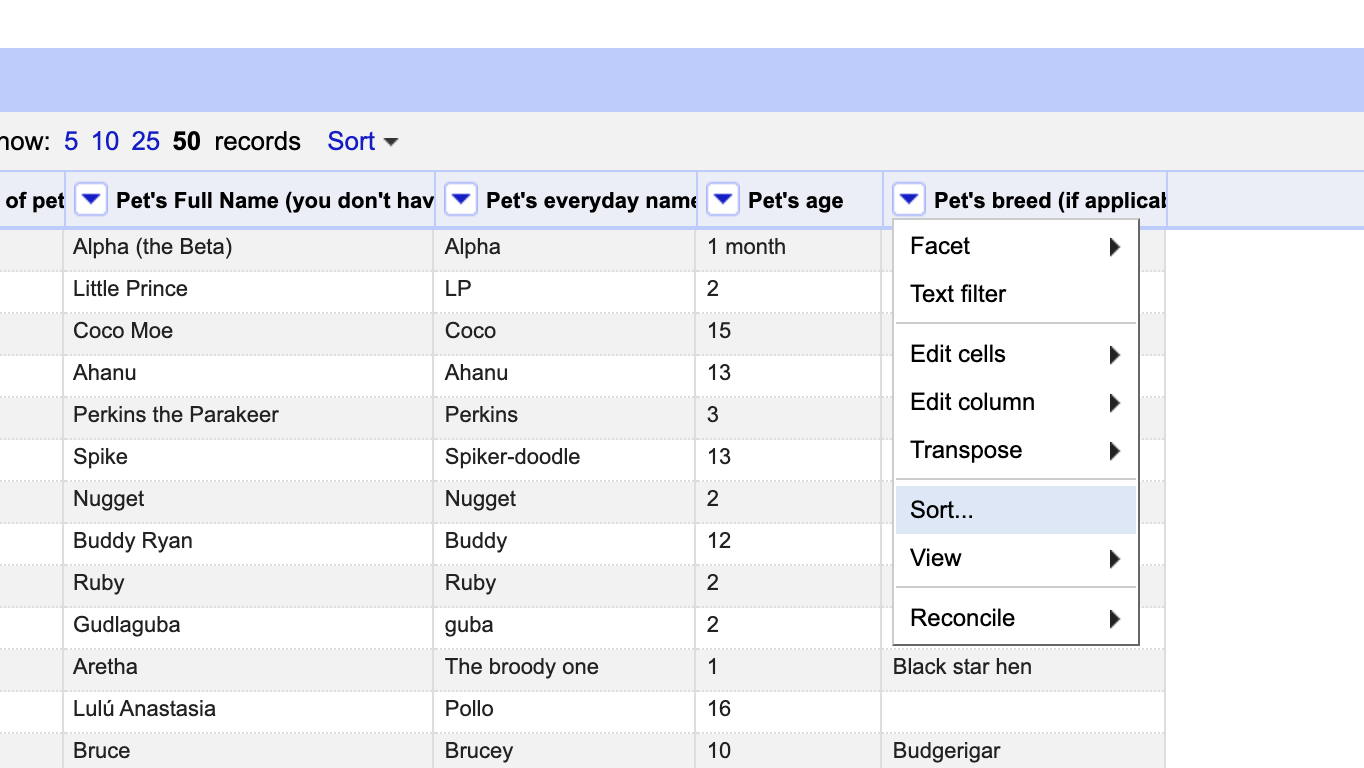 now: 5 10 25 50 records Sort
of pet Pet's Full Name (you don't hav Pet's everyday name Pet's age Pet's breed (if applicab
Alpha (the Beta) Alpha 1 month
Little Prince LP 2
Coco Moe Coco 15
Ahanu Ahanu 13
Perkins the Parakeer Perkins 3
Spike Spiker-doodle 13
Nugget Nugget 2
Buddy Ryan Buddy 12
Ruby Ruby 2
Gudlaguba guba 2
Aretha The broody one 1 Black star hen
Lulú Anastasia Pollo 16
Bruce Brucey 10 Budgerigar
Facet
Text filter
Edit cells
Edit column
Transpose
Sort...
View
Reconcile